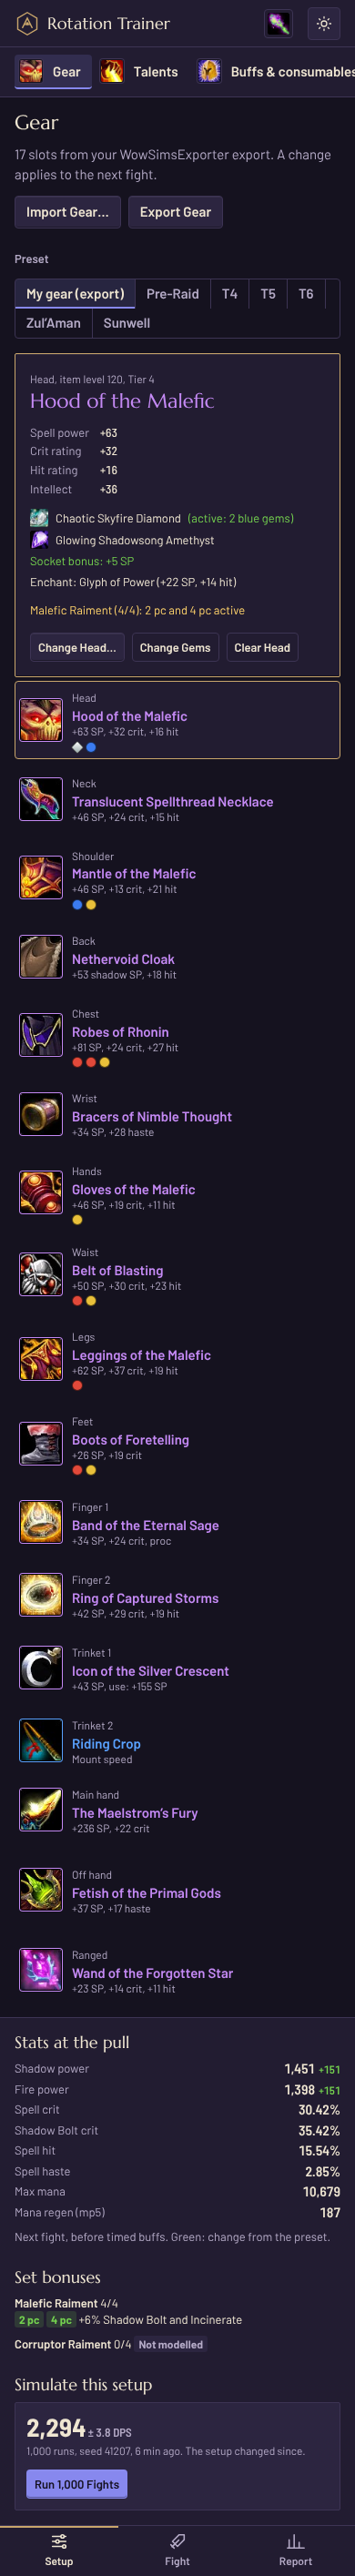 Rotation Trainer
Gear
Talents
Buffs & consumables
Gear
17 slots from your WowSimsExporter export. A change
applies to the next fight.
Import Gear...
Export Gear
Preset
My gear (export)
Pre-Raid
T4
T5
T6
Zul'Aman
Sunwell
Head, item level 120, Tier 4
Hood of the Malefic
Spell power +63
Crit rating +32
Hit rating +16
Intellect +36
Chaotic Skyfire Diamond (active: 2 blue gems)
Glowing Shadowsong Amethyst
Socket bonus: +5 SP
Enchant: Glyph of Power (+22 SP, +14 hit)
Malefic Raiment (4/4): 2 pc and 4 pc active
Change Head...
Change Gems
Clear Head
Head
Hood of the Malefic
+63 SP, +32 crit, +16 hit
Neck
Translucent Spellthread Necklace
+46 SP, +24 crit, +15 hit
Shoulder
Mantle of the Malefic
+46 SP, +13 crit, +21 hit
Back
Nethervoid Cloak
+53 shadow SP, +18 hit
Chest
Robes of Rhonin
+81 SP, +24 crit, +27 hit
Wrist
Bracers of Nimble Thought
+34 SP, +28 haste
Hands
Gloves of the Malefic
+46 SP, +19 crit, +11 hit
Waist
Belt of Blasting
+50 SP, +30 crit, +23 hit
Legs
Leggings of the Malefic
+62 SP, +37 crit, +19 hit
Feet
Boots of Foretelling
+26 SP, +19 crit
Finger 1
Band of the Eternal Sage
+34 SP, +24 crit, proc
Finger 2
Ring of Captured Storms
+42 SP, +29 crit, +19 hit
Trinket 1
Icon of the Silver Crescent
+43 SP, use: +155 SP
Trinket 2
Riding Crop
Mount speed
Main hand
The Maelstrom's Fury
+236 SP, +22 crit
Off hand
Fetish of the Primal Gods
+37 SP, +17 haste
Ranged
Wand of the Forgotten Star
+23 SP, +14 crit, +11 hit
Stats at the pull
Shadow power 1,451 +151
Fire power 1,398 +151
Spell crit 30.42%
Shadow Bolt crit 35.42%
Spell hit 15.54%
Spell haste 2.85%
Max mana 10,679
Mana regen (mp5) 187
Next fight, before timed buffs. Green: change from the preset.
Set bonuses
Malefic Raiment 4/4
2 pc 4 pc +6% Shadow Bolt and Incinerate
Corruptor Raiment 0/4 Not modelled
Simulate this setup
2,294 ± 3.8 DPS
1,000 runs, seed 41207, 6 min ago. The setup changed since.
Run 1,000 Fights
Setup
Fight
Report